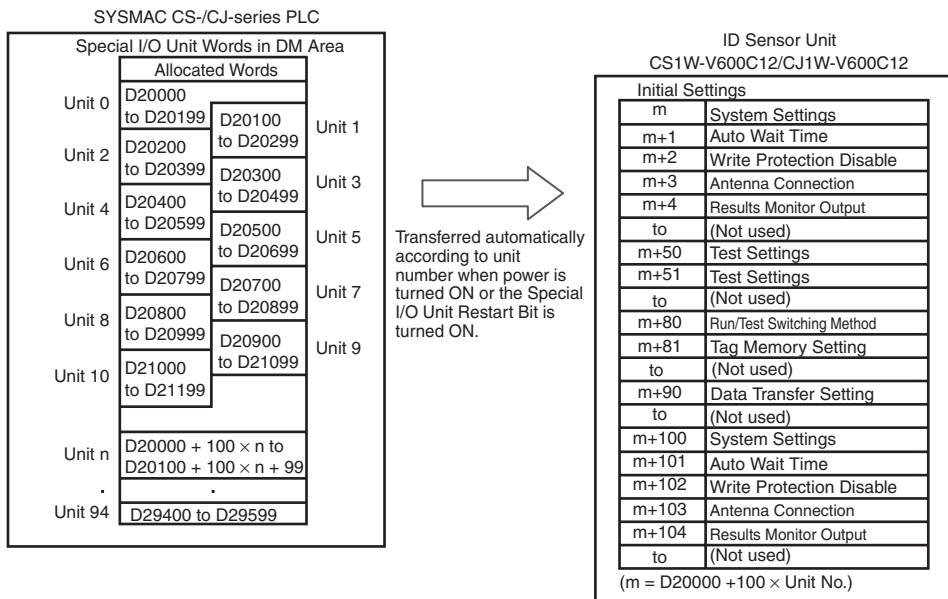 SYSMAC CS-/CJ-series PLC
Special I/O Unit Words in DM Area
Allocated Words
Unit 0
D20000
to D20199
D20100
to D20299
Unit 1
Unit 2
D20200
to D20399
D20300
to D20499
Unit 3
Unit 4
D20400
to D20599
D20500
to D20699
Unit 5
Unit 6
D20600
to D20799
D20700
to D20899
Unit 7
Unit 8
D20800
to D20999
D20900
to D21099
Unit 9
Unit 10
D21000
to D21199
Unit n
D20000 + 100 × n to
D20100 + 100 × n + 99
. .
Unit 94
D29400 to D29599
Transferred automatically
according to unit
number when power is
turned ON or the Special
I/O Unit Restart Bit is
turned ON.
ID Sensor Unit
CS1W-V600C12/CJ1W-V600C12
Initial Settings
m System Settings
m+1 Auto Wait Time
m+2 Write Protection Disable
m+3 Antenna Connection
m+4 Results Monitor Output
to (Not used)
m+50 Test Settings
m+51 Test Settings
to (Not used)
m+80 Run/Test Switching Method
m+81 Tag Memory Setting
to (Not used)
m+90 Data Transfer Setting
to (Not used)
m+100 System Settings
m+101 Auto Wait Time
m+102 Write Protection Disable
m+103 Antenna Connection
m+104 Results Monitor Output
to (Not used)
(m = D20000 +100 × Unit No.)